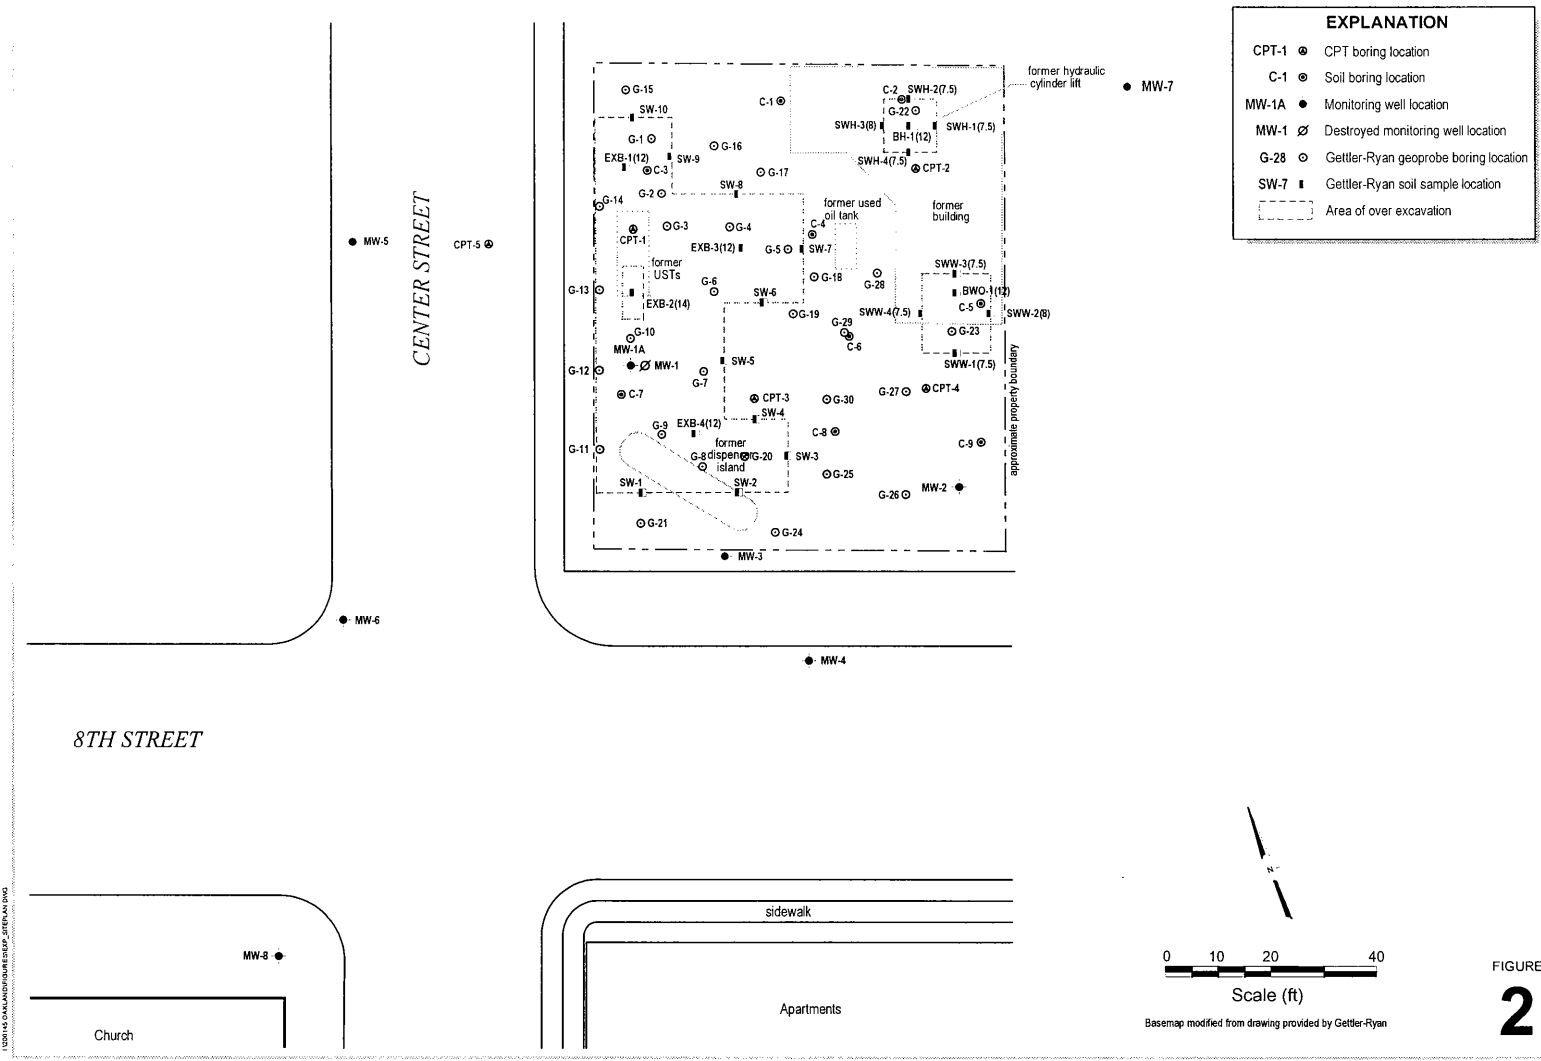 EXPLANATION
CPT-1 CPT boring location
C-1 Soil boring location
MW-1A Monitoring well location
MW-1 Destroyed monitoring well location
G-28 Gettler-Ryan geoprobe boring location
SW-7 Gettler-Ryan soil sample location
Area of over excavation
former hydraulic
cylinder lift
MW-7
G-15
C-1
C-2
SWH-2(7.5)
SW-10
G-22
SWH-3(8)
SWH-1(7.5)
BH-1(12)
G-1
G-16
EXB-1(12)
SW-9
SWH-4(7.5)
C-3
G-17
CPT-2
G-2
SW-8
G-14
former used
oil tank
former
building
G-3
G-4
C-4
CPT-1
MW-5
CPT-5
EXB-3(12)
G-5
SW-7
CENTER STREET
former
USTs
SWW-3(7.5)
G-18
G-28
G-13
G-6
SW-6
BWO-1(12)
EXB-2(14)
C-5
G-19
SWW-4(7.5)
SWW-2(8)
G-10
G-29
G-23
MW-1A
C-6
MW-1
SW-5
SWW-1(7.5)
G-12
G-7
approximate property boundary
C-7
CPT-3
G-30
G-27
CPT-4
SW-4
G-9
EXB-4(12)
C-8
C-9
G-11
former
dispenser
island
G-8
G-20
SW-3
G-25
SW-1
SW-2
MW-2
G-26
G-21
G-24
MW-3
MW-6
MW-4
8TH STREET
N
sidewalk
MW-8
Apartments
Church
0 10 20 40
Scale (ft)
Basemap modified from drawing provided by Gettler-Ryan
FIGURE
2